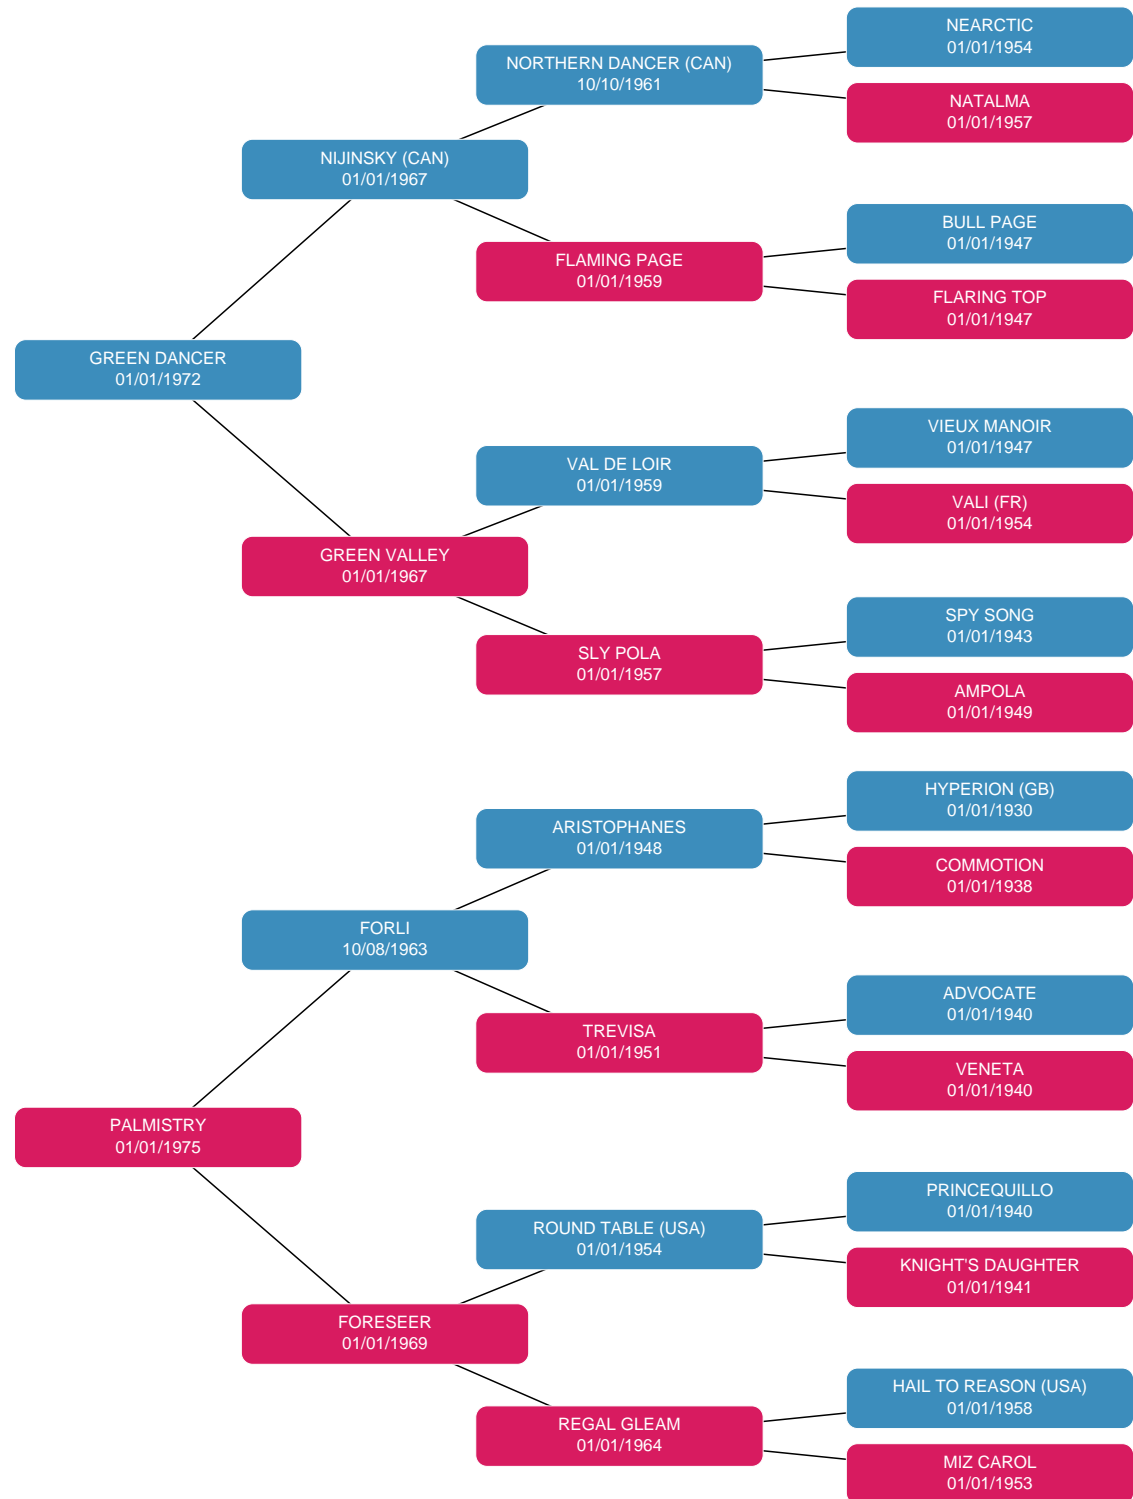 NEARCTIC
01/01/1954
NORTHERN DANCER (CAN)
10/10/1961
NATALMA
01/01/1957
NIJINSKY (CAN)
01/01/1967
BULL PAGE
01/01/1947
FLAMING PAGE
01/01/1959
FLARING TOP
01/01/1947
GREEN DANCER
01/01/1972
VIEUX MANOIR
01/01/1947
VAL DE LOIR
01/01/1959
VALI (FR)
01/01/1954
GREEN VALLEY
01/01/1967
SPY SONG
01/01/1943
SLY POLA
01/01/1957
AMPOLA
01/01/1949
HYPERION (GB)
01/01/1930
ARISTOPHANES
01/01/1948
COMMOTION
01/01/1938
FORLI
10/08/1963
ADVOCATE
01/01/1940
TREVISA
01/01/1951
VENETA
01/01/1940
PALMISTRY
01/01/1975
PRINCEQUILLO
01/01/1940
ROUND TABLE (USA)
01/01/1954
KNIGHT'S DAUGHTER
01/01/1941
FORESEER
01/01/1969
HAIL TO REASON (USA)
01/01/1958
REGAL GLEAM
01/01/1964
MIZ CAROL
01/01/1953